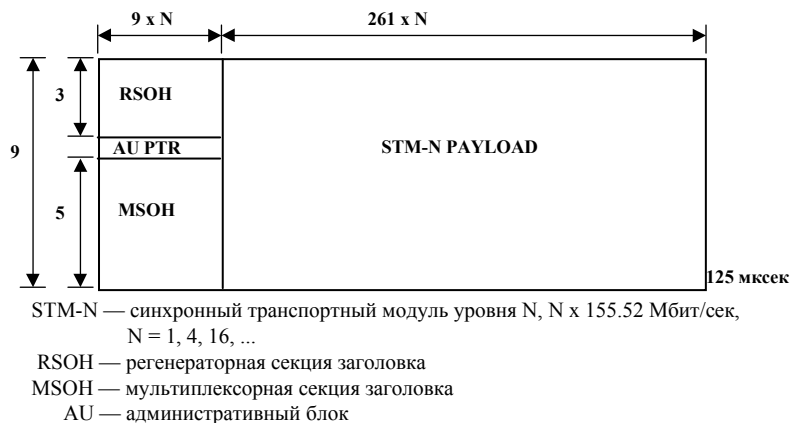 9 x N 261 x N
3 RSOH
9 AU PTR STM-N PAYLOAD
5 MSOH
125 мксек
STM-N — синхронный транспортный модуль уровня N, N x 155.52 Мбит/сек,
N = 1, 4, 16, ...
RSOH — регенераторная секция заголовка
MSOH — мультиплексорная секция заголовка
AU — административный блок